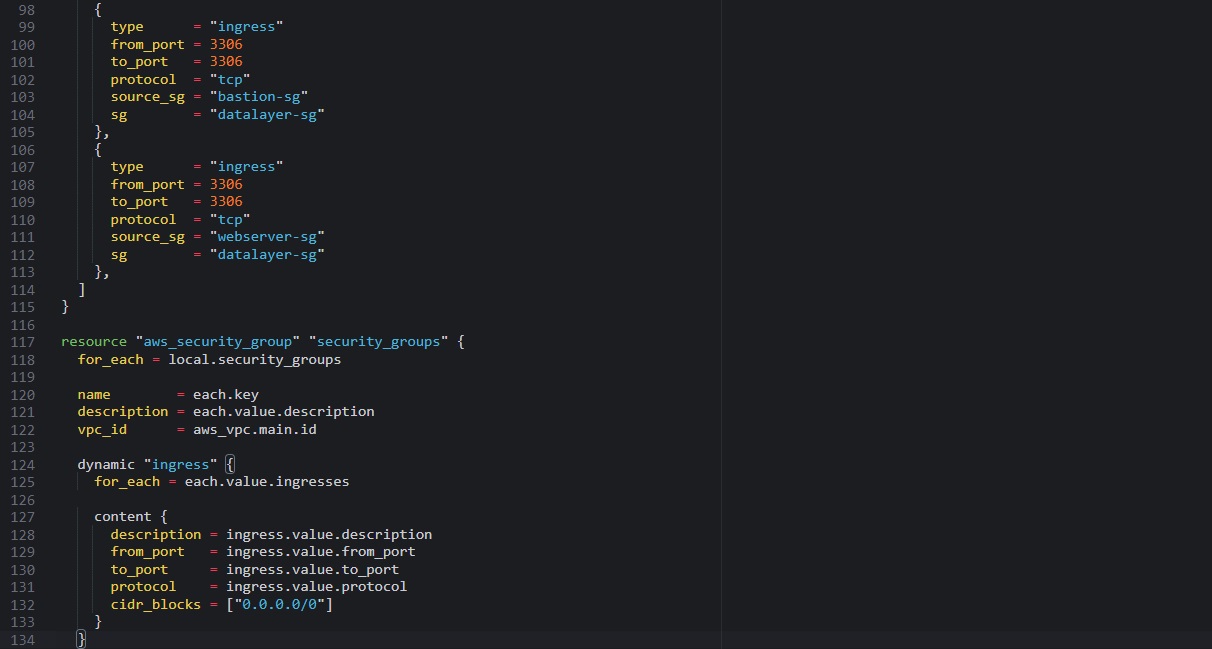 98 {
99 type = "ingress"
100 from_port = 3306
101 to_port = 3306
102 protocol = "tcp"
103 source_sg = "bastion-sg"
104 sg = "datalayer-sg"
105 },
106 {
107 type = "ingress"
108 from_port = 3306
109 to_port = 3306
110 protocol = "tcp"
111 source_sg = "webserver-sg"
112 sg = "datalayer-sg"
113 },
114 ]
115 }
116
117 resource "aws_security_group" "security_groups" {
118 for_each = local.security_groups
119
120 name = each.key
121 description = each.value.description
122 vpc_id = aws_vpc.main.id
123
124 dynamic "ingress" {
125 for_each = each.value.ingresses
126
127 content {
128 description = ingress.value.description
129 from_port = ingress.value.from_port
130 to_port = ingress.value.to_port
131 protocol = ingress.value.protocol
132 cidr_blocks = ["0.0.0.0/0"]
133 }
134 }